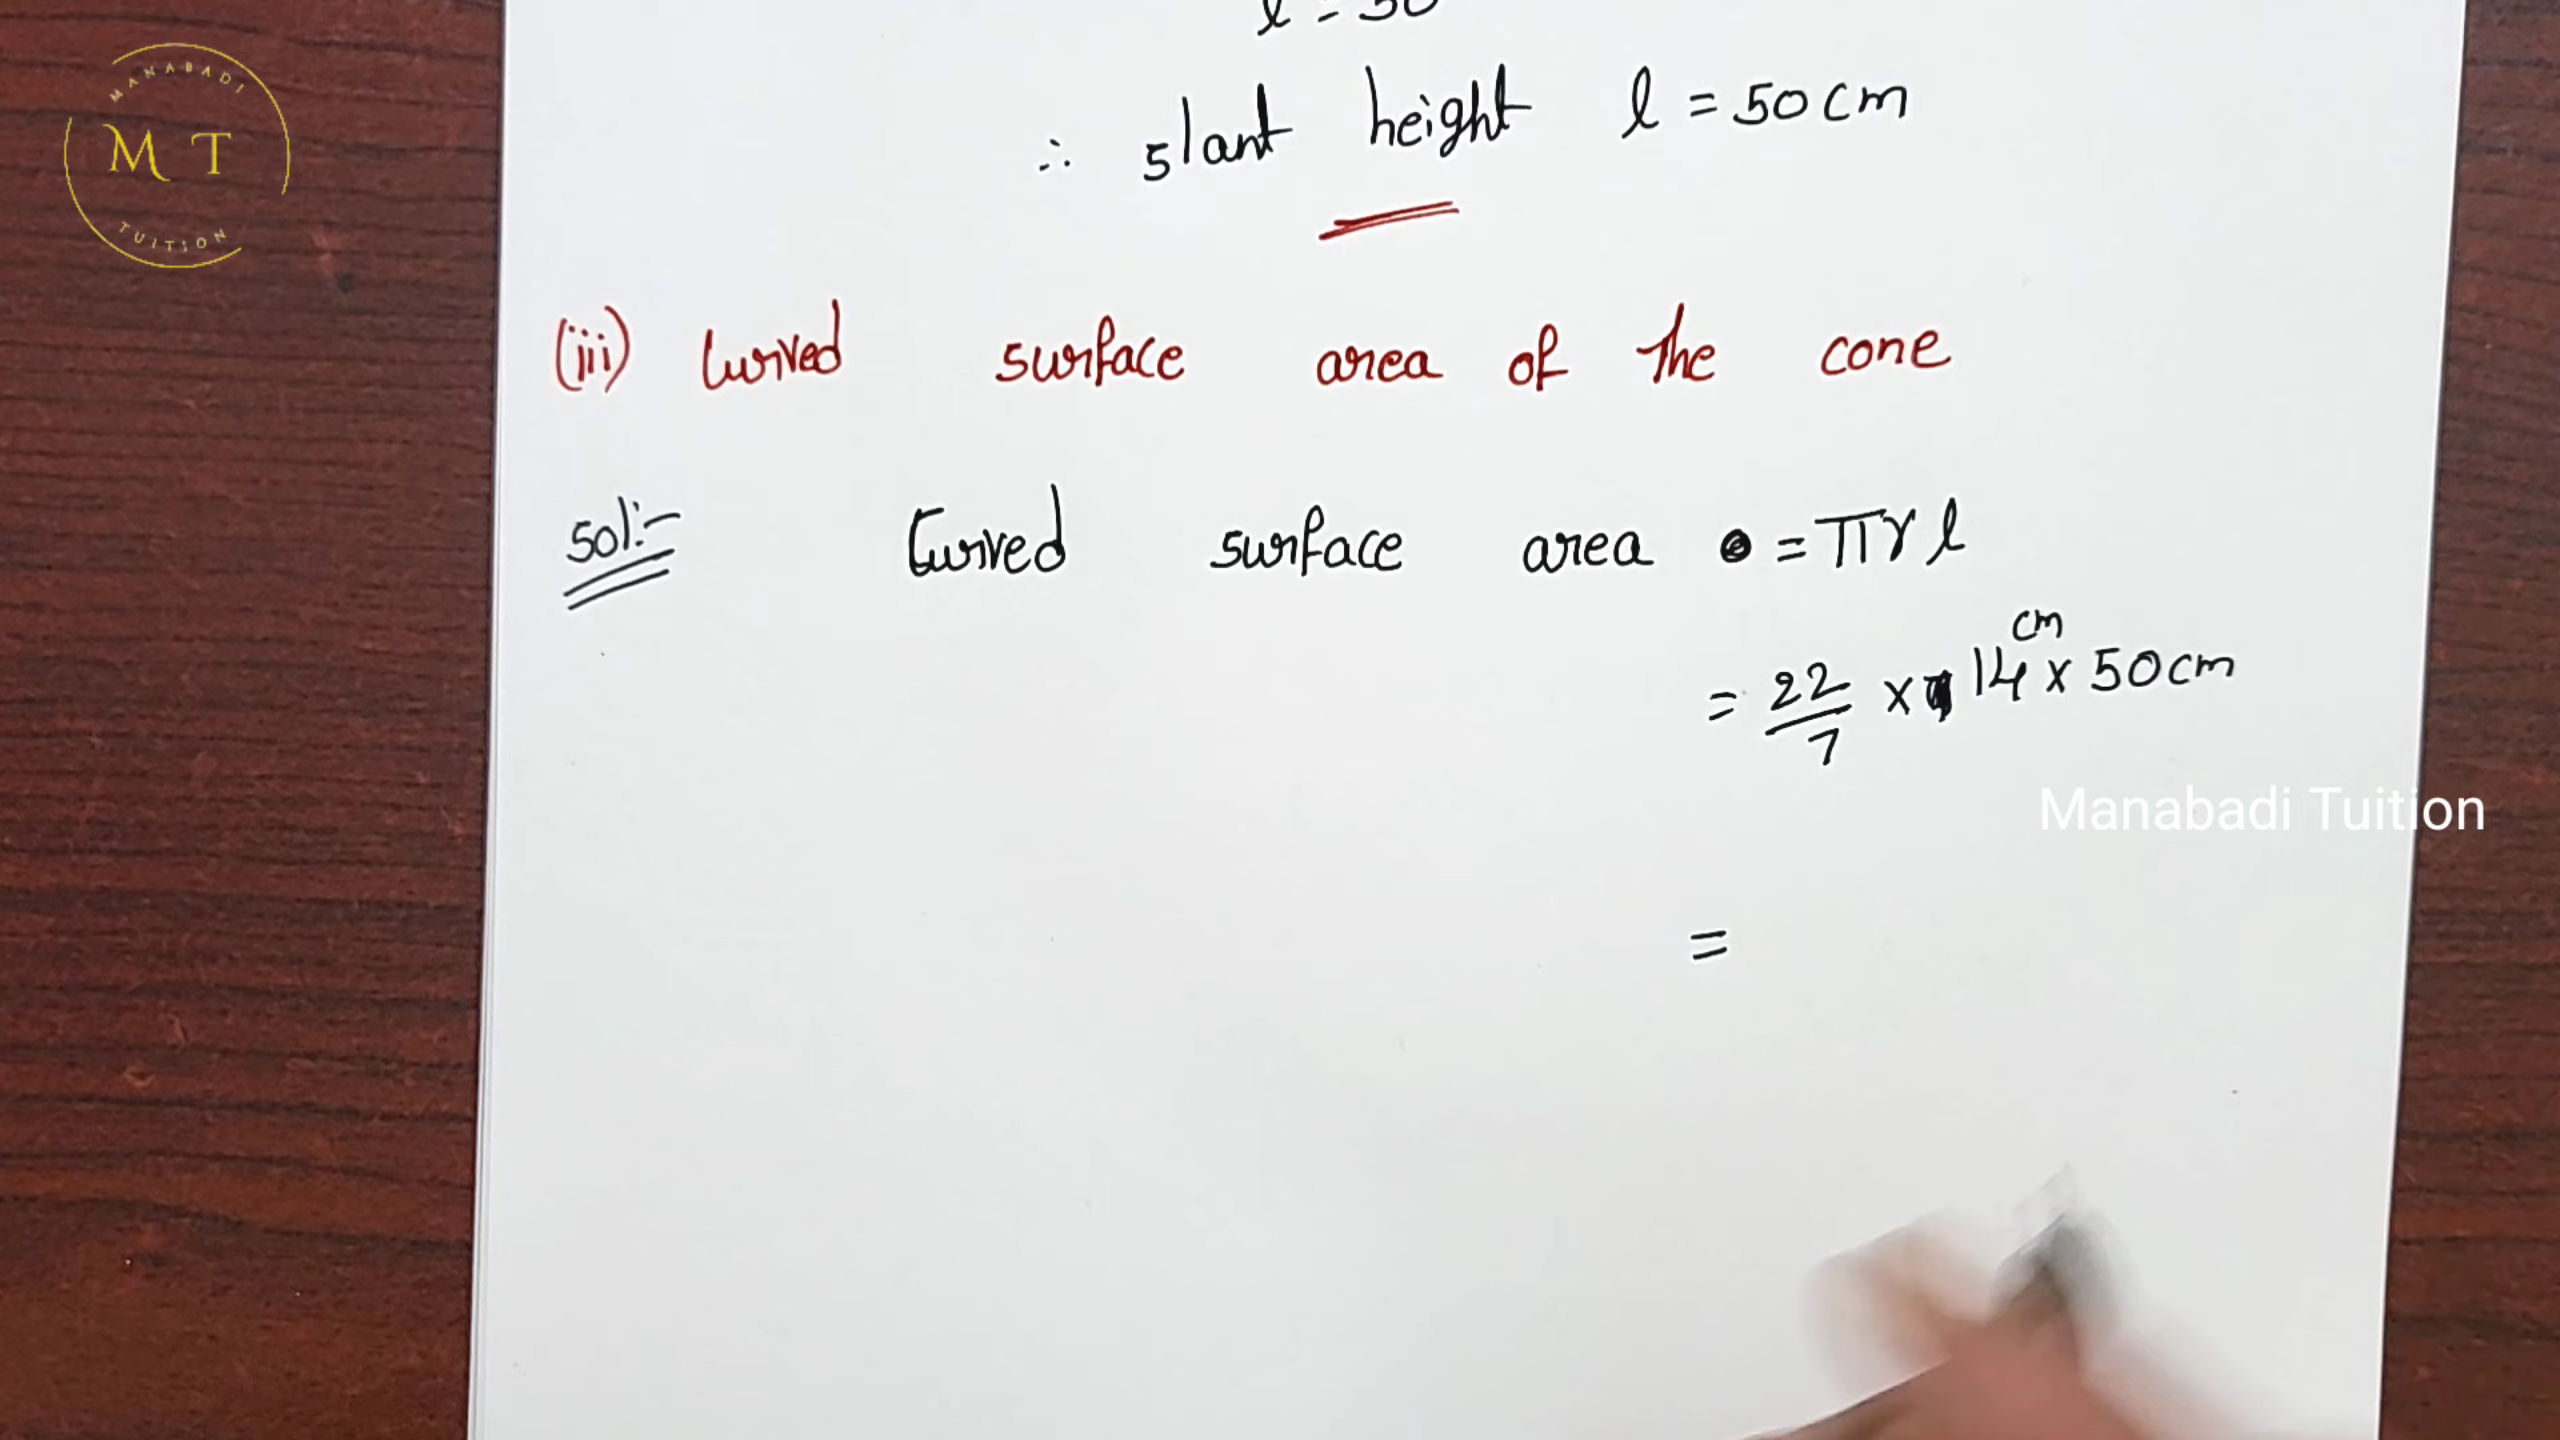 MANABADI
M T
TUITION
l = 50
∴ slant height l = 50 cm
(iii) Curved surface area of the cone
Sol:- Curved surface area = πrl
= 22/7 × 14 cm × 50 cm
Manabadi Tuition
=